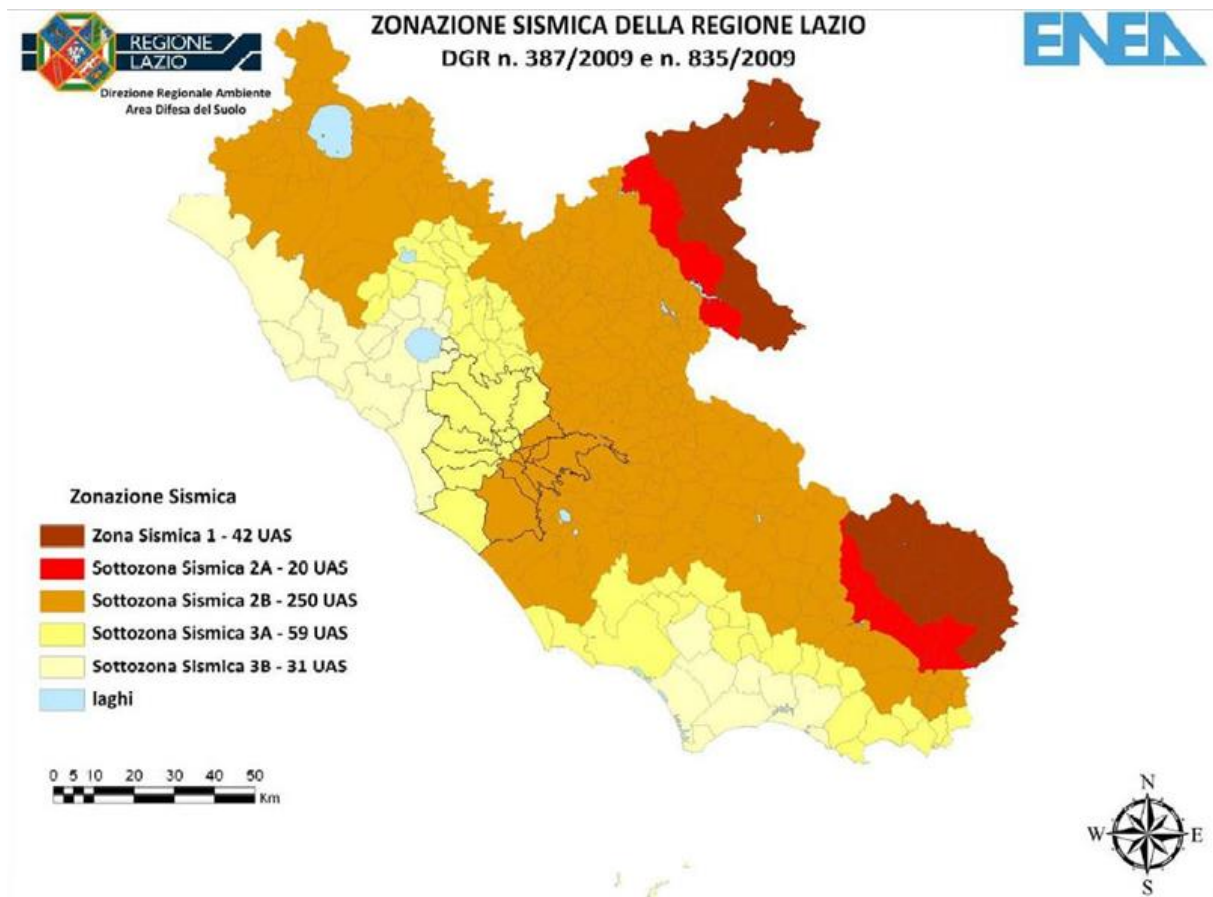 REGIONE
LAZIO
Direzione Regionale Ambiente
Area Difesa del Suolo
ZONAZIONE SISMICA DELLA REGIONE LAZIO
DGR n. 387/2009 e n. 835/2009
ENEA
Zonazione Sismica
Zona Sismica 1 - 42 UAS
Sottozona Sismica 2A - 20 UAS
Sottozona Sismica 2B - 250 UAS
Sottozona Sismica 3A - 59 UAS
Sottozona Sismica 3B - 31 UAS
laghi
0 5 10 20 30 40 50
Km
N
W E
S